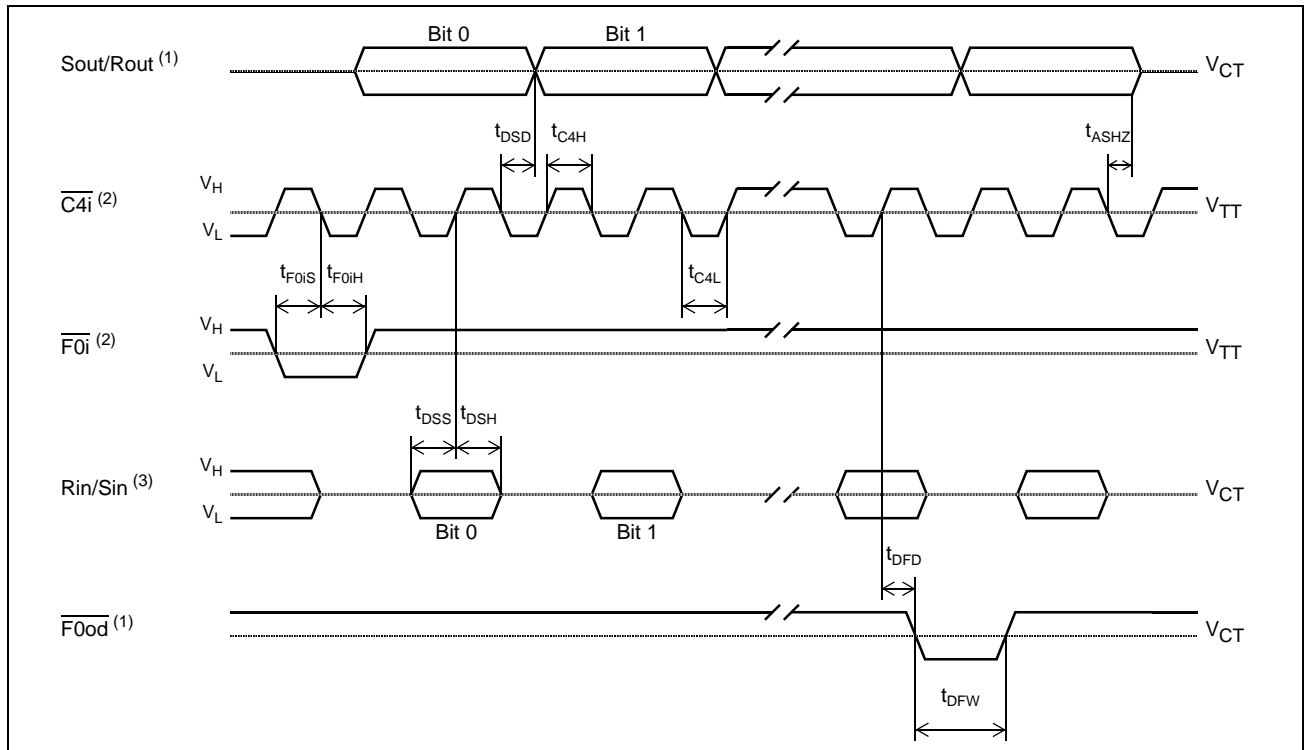 Bit 0 Bit 1
Sout/Rout (1) VCT
tDSD tC4H tASHZ
VH
C4i (2) VTT
VL
tF0iS tF0iH tC4L
VH
F0i (2) VTT
VL
tDSS tDSH
VH
Rin/Sin (3) VCT
VL
Bit 0 Bit 1
tDFD
F0od (1) VCT
tDFW